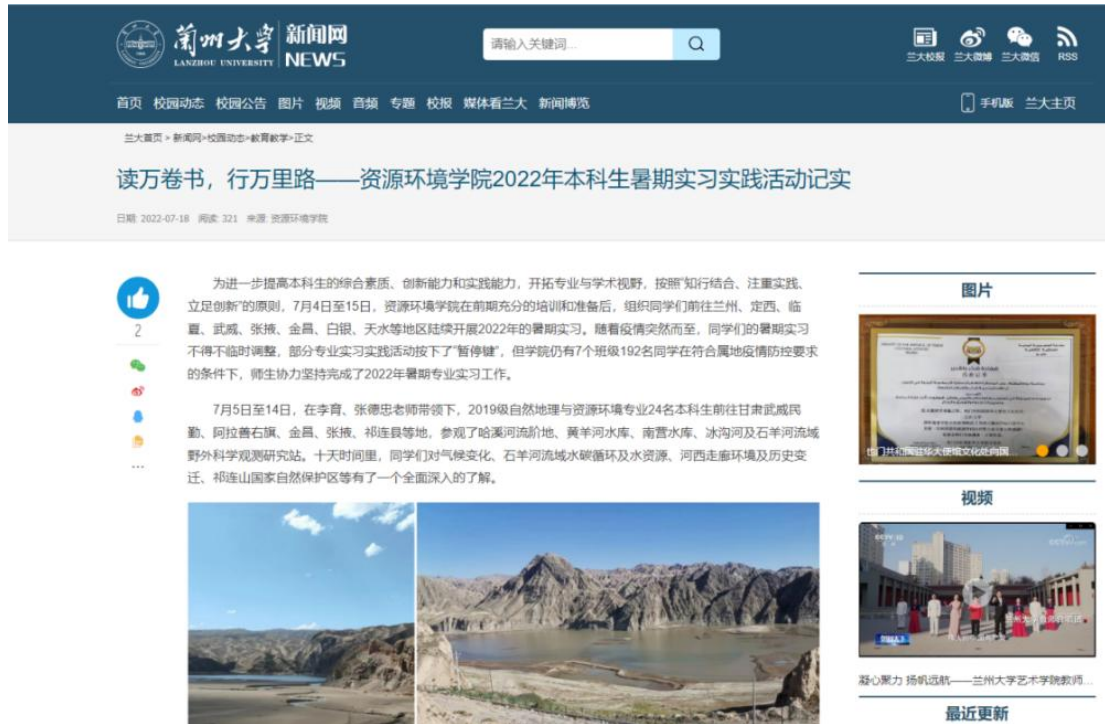 兰州大学
LANZHOU UNIVERSITY
新闻网
NEWS
请输入关键词...
兰大校报 兰大微博 兰大微信 RSS
首页 校园动态 校园公告 图片 视频 音频 专题 校报 媒体看兰大 新闻博览
手机版 兰大主页
兰大首页 > 新闻网>校园动态>教育教学>正文
读万卷书，行万里路——资源环境学院2022年本科生暑期实习实践活动记实
日期: 2022-07-18 阅读: 321 来源: 资源环境学院
2
为进一步提高本科生的综合素质、创新能力和实践能力，开拓专业与学术视野，按照“知行结合、注重实践、
立足创新”的原则，7月4日至15日，资源环境学院在前期充分的培训和准备后，组织同学们前往兰州、定西、临
夏、武威、张掖、金昌、白银、天水等地区陆续开展2022年的暑期实习。随着疫情突然而至，同学们的暑期实习
不得不临时调整，部分专业实习实践活动按下了“暂停键”，但学院仍有7个班级192名同学在符合属地疫情防控要求
的条件下，师生协力坚持完成了2022年暑期专业实习工作。
7月5日至14日，在李育、张德忠老师带领下，2019级自然地理与资源环境专业24名本科生前往甘肃武威民
勤、阿拉善右旗、金昌、张掖、祁连县等地，参观了哈溪河流阶地、黄羊河水库、南营水库、冰沟河及石羊河流域
野外科学观测研究站。十天时间里，同学们对气候变化、石羊河流域水碳循环及水资源、河西走廊环境及历史变
迁、祁连山国家自然保护区等有了一个全面深入的了解。
图片
也门共和国驻华大使馆文化处向国...
视频
凝心聚力 扬帆远航——兰州大学艺术学院教师...
最近更新